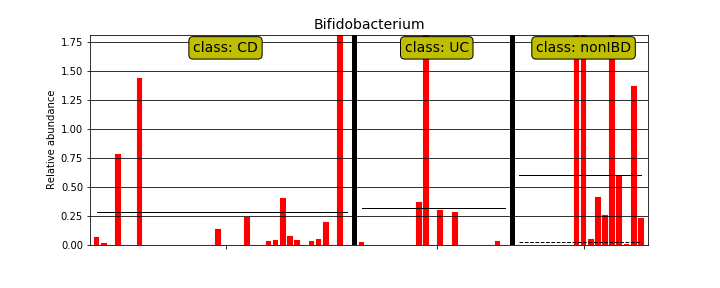 Bifidobacterium
class: CD
class: UC
class: nonIBD
Relative abundance
1.75
1.50
1.25
1.00
0.75
0.50
0.25
0.00